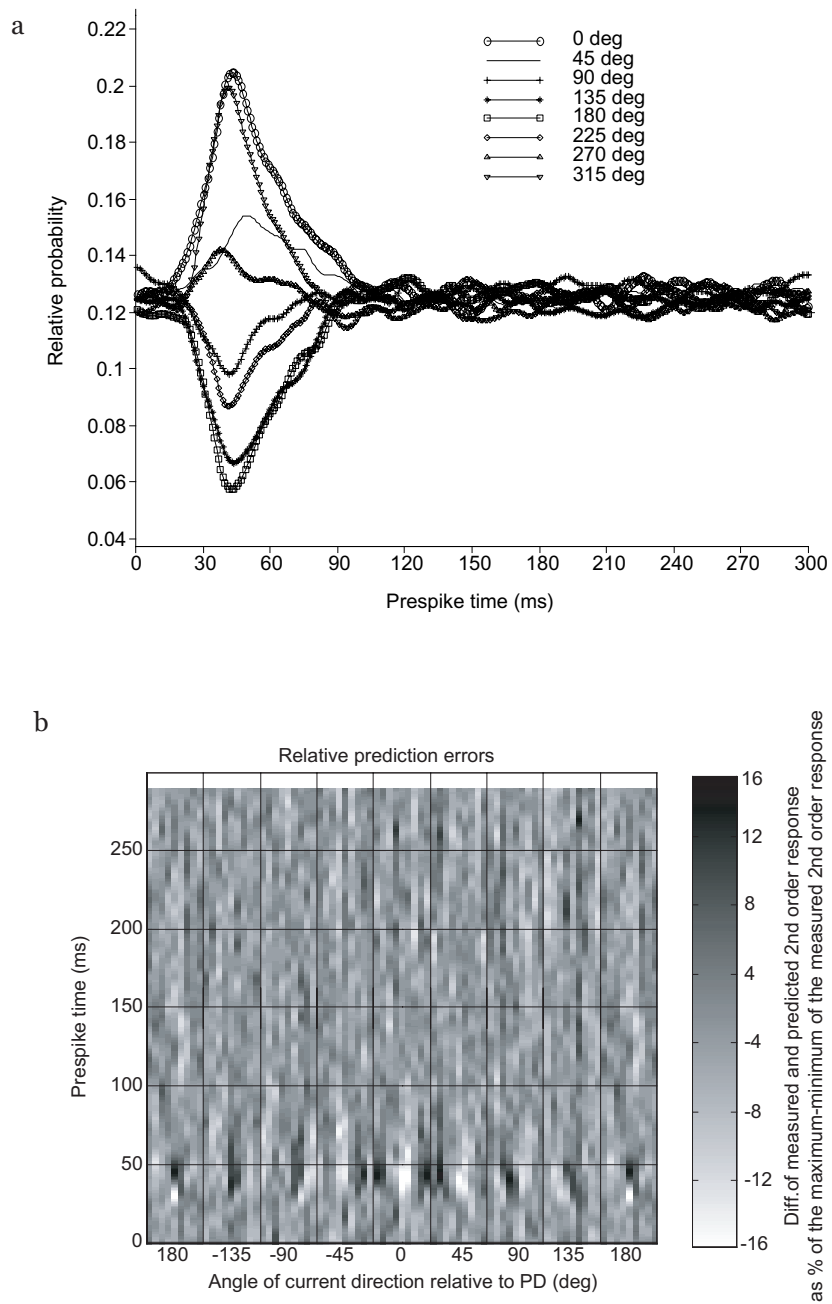 a
0.22
0.2
0.18
0.16
0.14
0.12
0.1
0.08
0.06
0.04
Relative probability
0 deg
45 deg
90 deg
135 deg
180 deg
225 deg
270 deg
315 deg
0 30 60 90 120 150 180 210 240 270 300
Prespike time (ms)
b
Relative prediction errors
250
200
150
100
50
0
Prespike time (ms)
180 -135 -90 -45 0 45 90 135 180
Angle of current direction relative to PD (deg)
16
12
8
4
-4
-8
-12
-16
Diff.of measured and predicted 2nd order response
as % of the maximum-minimum of the measured 2nd order response